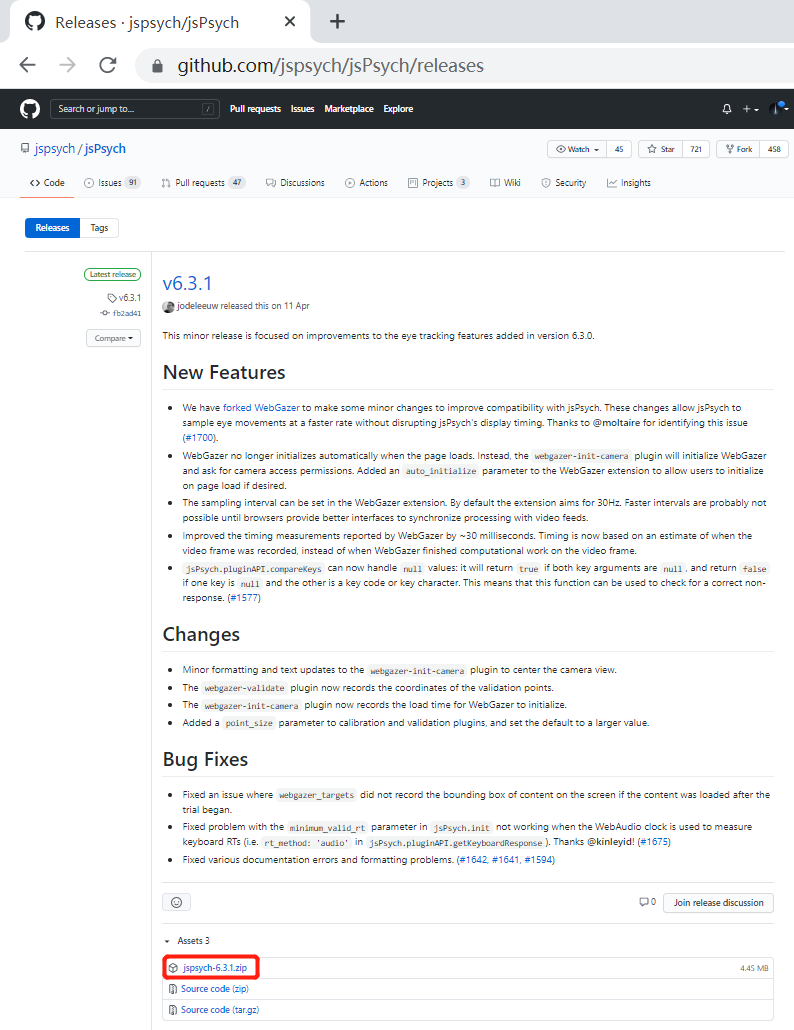 Releases · jspsych/jsPsych
github.com/jspsych/jsPsych/releases
Search or jump to...
/
Pull requests Issues Marketplace Explore
jspsych / jsPsych
Watch 45 Star 721 Fork 458
Code Issues 91 Pull requests 47 Discussions Actions Projects 3 Wiki Security Insights
Releases Tags
Latest release
v6.3.1
fb2ad41
Compare
v6.3.1
jodeleeuw released this on 11 Apr
This minor release is focused on improvements to the eye tracking features added in version 6.3.0.
New Features
We have forked WebGazer to make some minor changes to improve compatibility with jsPsych. These changes allow jsPsych to
sample eye movements at a faster rate without disrupting jsPsych's display timing. Thanks to @moltaire for identifying this issue
(#1700).
WebGazer no longer initializes automatically when the page loads. Instead, the webgazer-init-camera plugin will initialize WebGazer
and ask for camera access permissions. Added an auto_initialize parameter to the WebGazer extension to allow users to initialize
on page load if desired.
The sampling interval can be set in the WebGazer extension. By default the extension aims for 30Hz. Faster intervals are probably not
possible until browsers provide better interfaces to synchronize processing with video feeds.
Improved the timing measurements reported by WebGazer by ~30 milliseconds. Timing is now based on an estimate of when the
video frame was recorded, instead of when WebGazer finished computational work on the video frame.
jsPsych.pluginAPI.compareKeys can now handle null values: it will return true if both key arguments are null, and return false
if one key is null and the other is a key code or key character. This means that this function can be used to check for a correct non-
response. (#1577)
Changes
Minor formatting and text updates to the webgazer-init-camera plugin to center the camera view.
The webgazer-validate plugin now records the coordinates of the validation points.
The webgazer-init-camera plugin now records the load time for WebGazer to initialize.
Added a point_size parameter to calibration and validation plugins, and set the default to a larger value.
Bug Fixes
Fixed an issue where webgazer_targets did not record the bounding box of content on the screen if the content was loaded after the
trial began.
Fixed problem with the minimum_valid_rt parameter in jsPsych.init not working when the WebAudio clock is used to measure
keyboard RTs (i.e. rt_method: 'audio' in jsPsych.pluginAPI.getKeyboardResponse ). Thanks @kinleyid! (#1675)
Fixed various documentation errors and formatting problems. (#1642, #1641, #1594)
0 Join release discussion
Assets 3
jspsych-6.3.1.zip 4.45 MB
Source code (zip)
Source code (tar.gz)